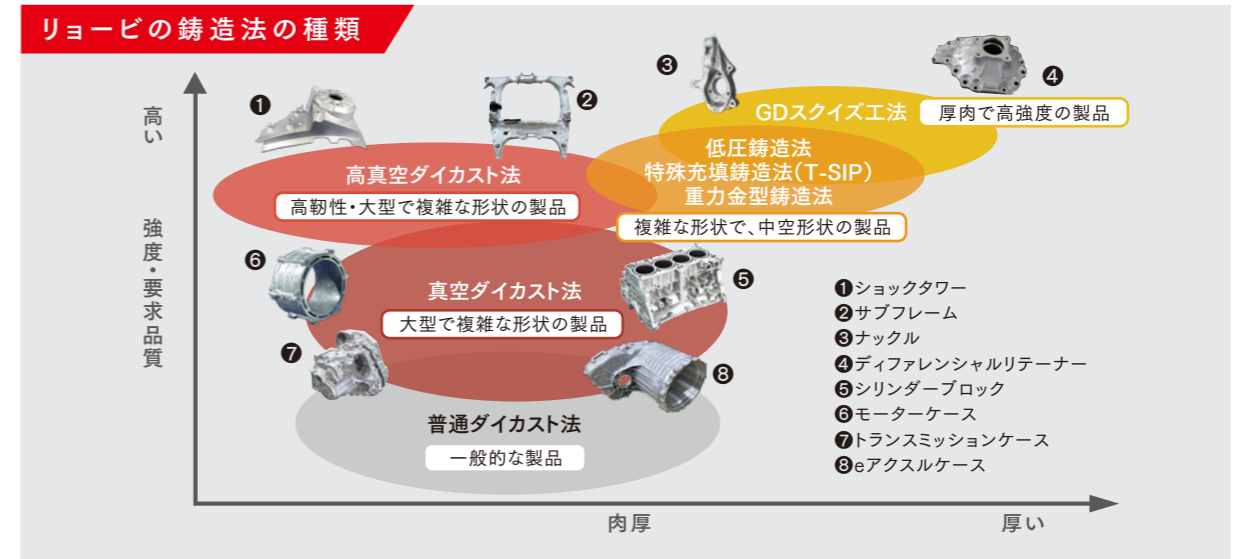 リョービの鋳造法の種類
高い
強度・要求品質
❶
❷
❸
❹
GDスクイズ工法
厚肉で高強度の製品
低圧鋳造法
特殊充填鋳造法(T-SIP)
重力金型鋳造法
複雑な形状で、中空形状の製品
高真空ダイカスト法
高靭性・大型で複雑な形状の製品
❻
真空ダイカスト法
大型で複雑な形状の製品
❺
❼
❽
普通ダイカスト法
一般的な製品
❶ショックタワー
❷サブフレーム
❸ナックル
❹ディファレンシャルリテーナー
❺シリンダーブロック
❻モーターケース
❼トランスミッションケース
❽eアクスルケース
肉厚
厚い